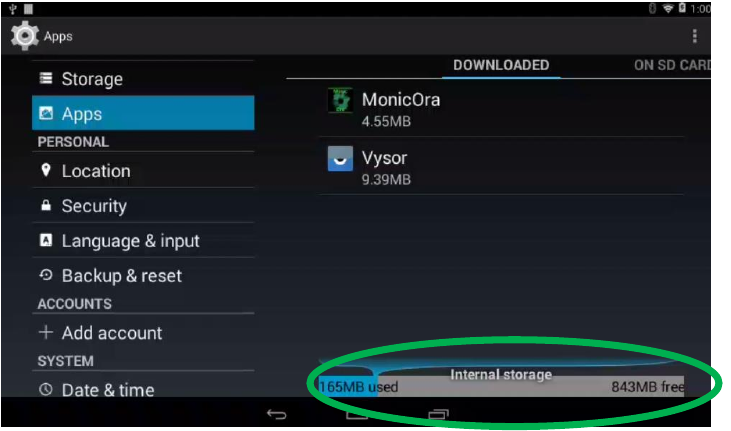 1:00
Apps
DOWNLOADED
ON SD CARD
Storage
Apps
PERSONAL
Location
Security
Language & input
Backup & reset
ACCOUNTS
Add account
SYSTEM
Date & time
MonicOra
4.55MB
Vysor
9.39MB
Internal storage
165MB used
843MB free